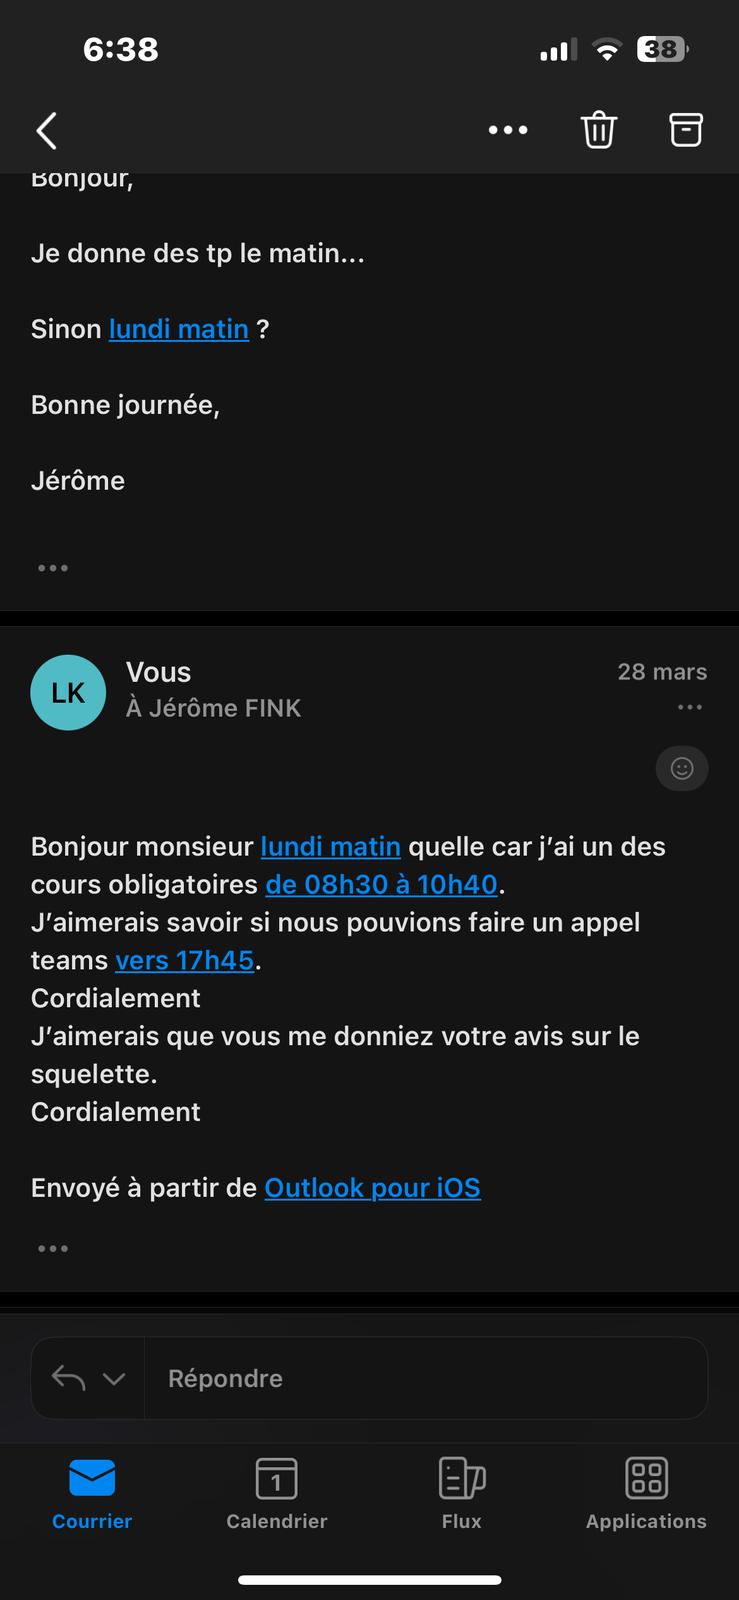 6:38
38
Bonjour,
Je donne des tp le matin...
Sinon lundi matin ?
Bonne journée,
Jérôme
LK
Vous
28 mars
À Jérôme FINK
Bonjour monsieur lundi matin quelle car j’ai un des
cours obligatoires de 08h30 à 10h40.
J’aimerais savoir si nous pouvions faire un appel
teams vers 17h45.
Cordialement
J’aimerais que vous me donniez votre avis sur le
squelette.
Cordialement
Envoyé à partir de Outlook pour iOS
Répondre
1
Courrier
Calendrier
Flux
Applications